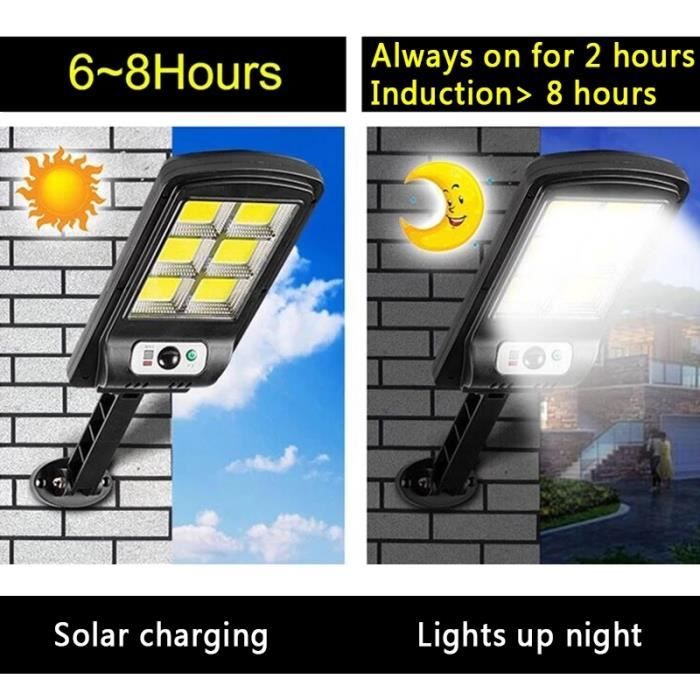 6~8Hours
Always on for 2 hours
Induction> 8 hours
Solar charging
Lights up night